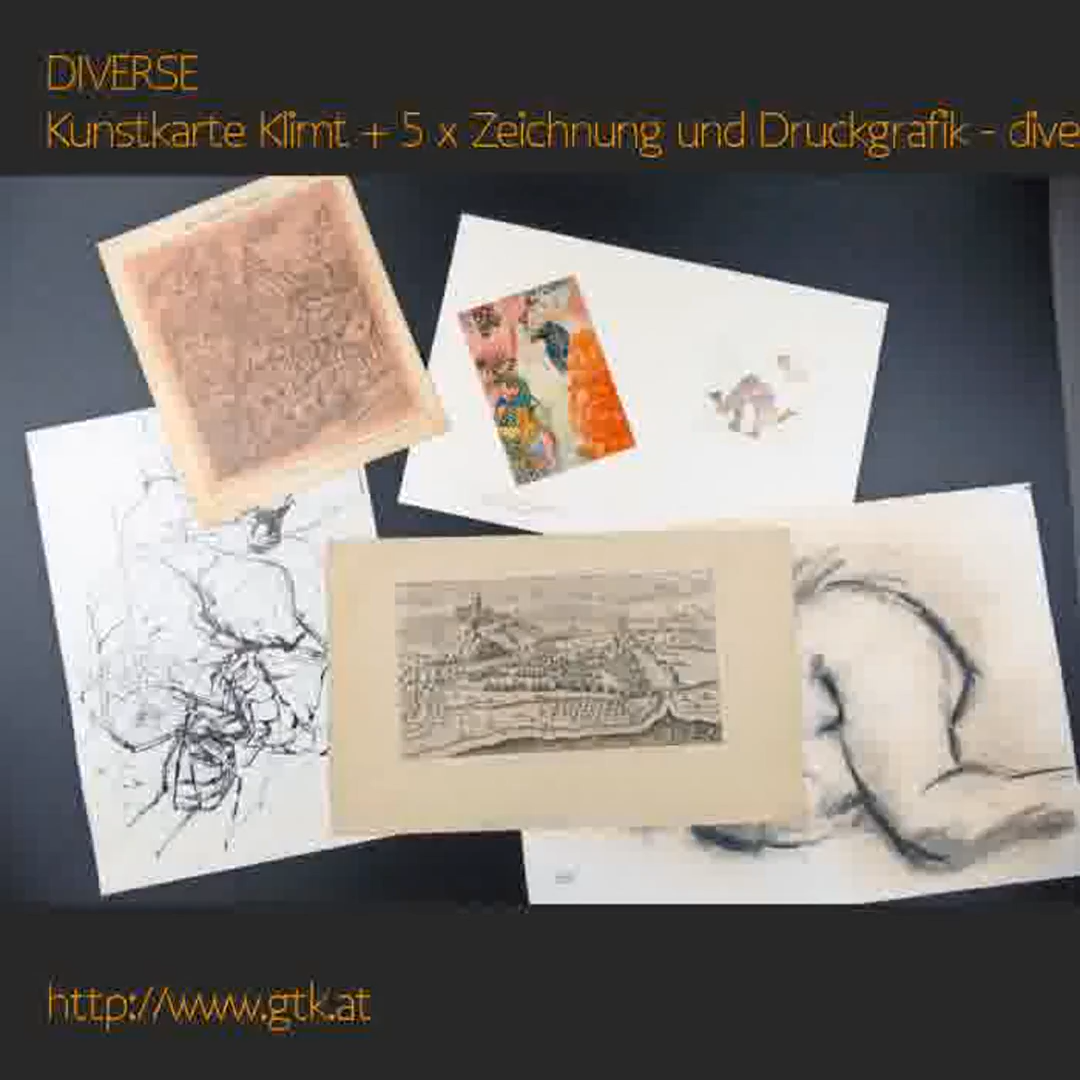 DIVERSE
Kunstkarte Klimt + 5 x Zeichnung und Druckgrafik - dive
http://www.gtk.at